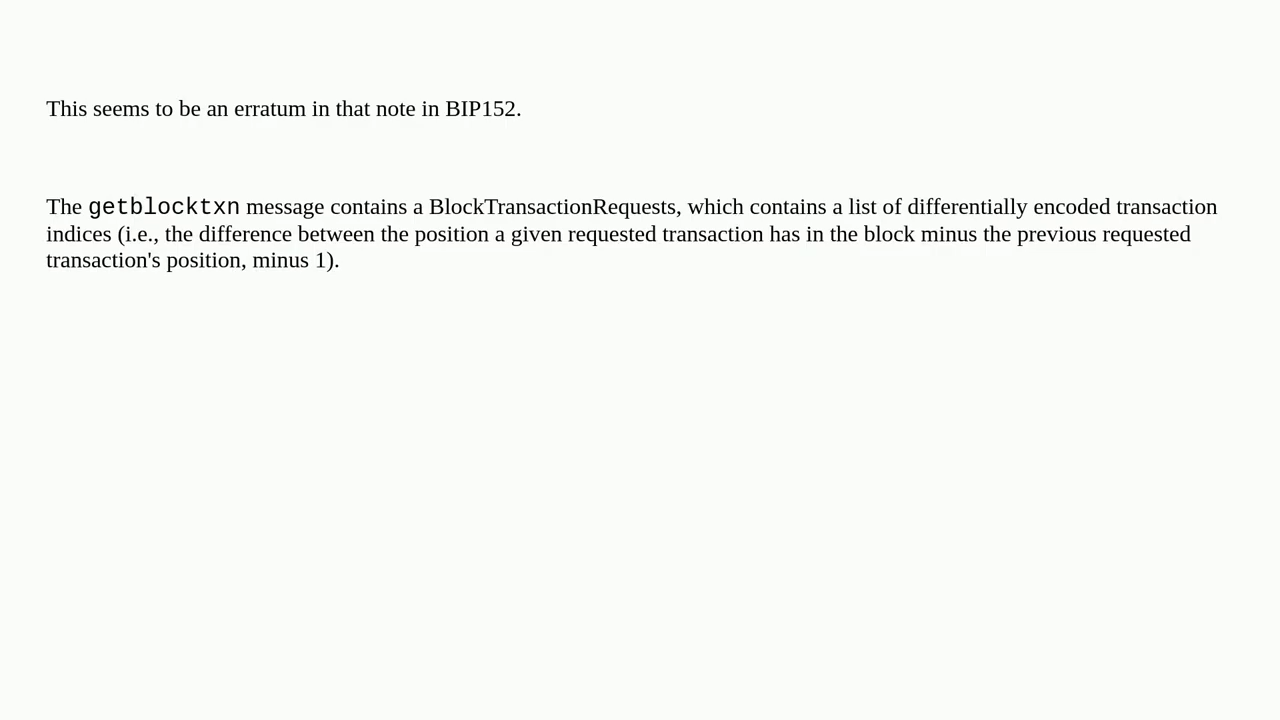 This seems to be an erratum in that note in BIP152.
The getblocktxn message contains a BlockTransactionRequests, which contains a list of differentially encoded transaction
indices (i.e., the difference between the position a given requested transaction has in the block minus the previous requested
transaction's position, minus 1).